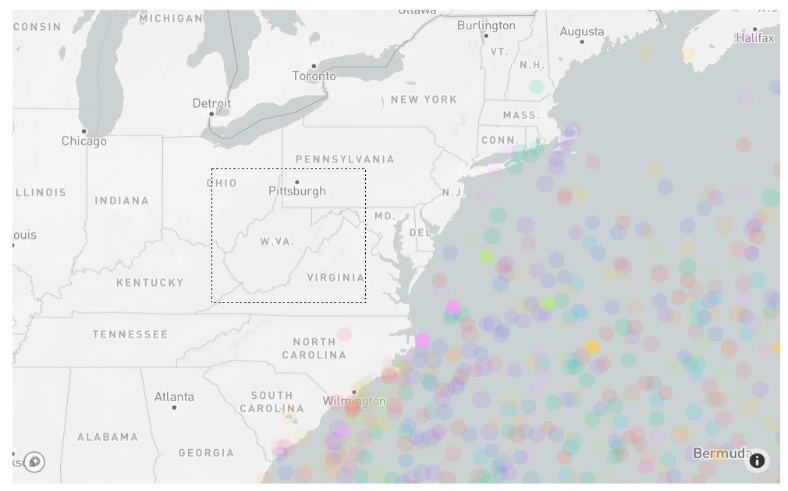 Ottawa
CONSIN
MICHIGAN
Burlington
Augusta
Halifax
VT.
N.H.
Toronto
Detroit
NEW YORK
MASS.
Chicago
CONN.
PENNSYLVANIA
OHIO
Pittsburgh
LLINOIS
INDIANA
N.J.
MD.
ouis
W.VA.
DEL.
KENTUCKY
VIRGINIA
TENNESSEE
NORTH
CAROLINA
Atlanta
SOUTH
CAROLINA
Wilmington
ALABAMA
GEORGIA
Bermuda